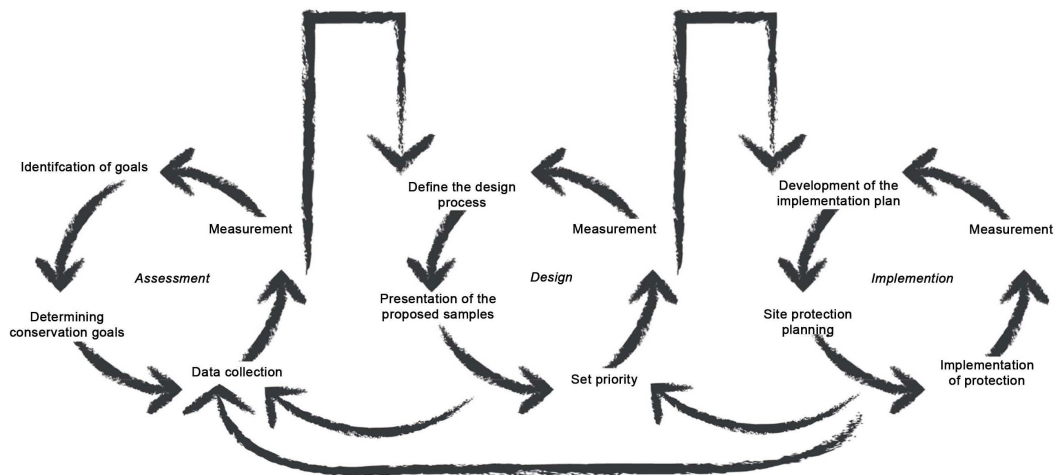 Identifcation of goals
Measurement
Assessment
Determining
conservation goals
Data collection
Define the design
process
Measurement
Design
Presentation of the
proposed samples
Set priority
Development of the
implementation plan
Measurement
Implemention
Site protection
planning
Implementation
of protection